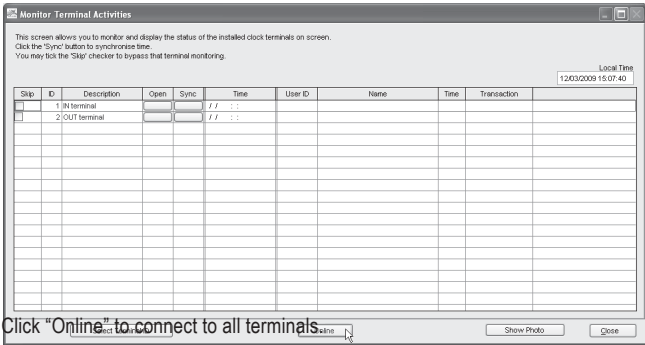 Monitor Terminal Activities
This screen allows you to monitor and display the status of the installed clock terminals on screen.
Click the 'Sync' button to synchronise time.
You may tick the 'Skip' checker to bypass that terminal monitoring.
Local Time
12/03/2009 15:07:40
Skip ID Description Open Sync Time User ID Name Time Transaction
1 IN terminal / / : :
2 OUT terminal / / : :
Click “Online” to connect to all terminals.
Show Photo Close